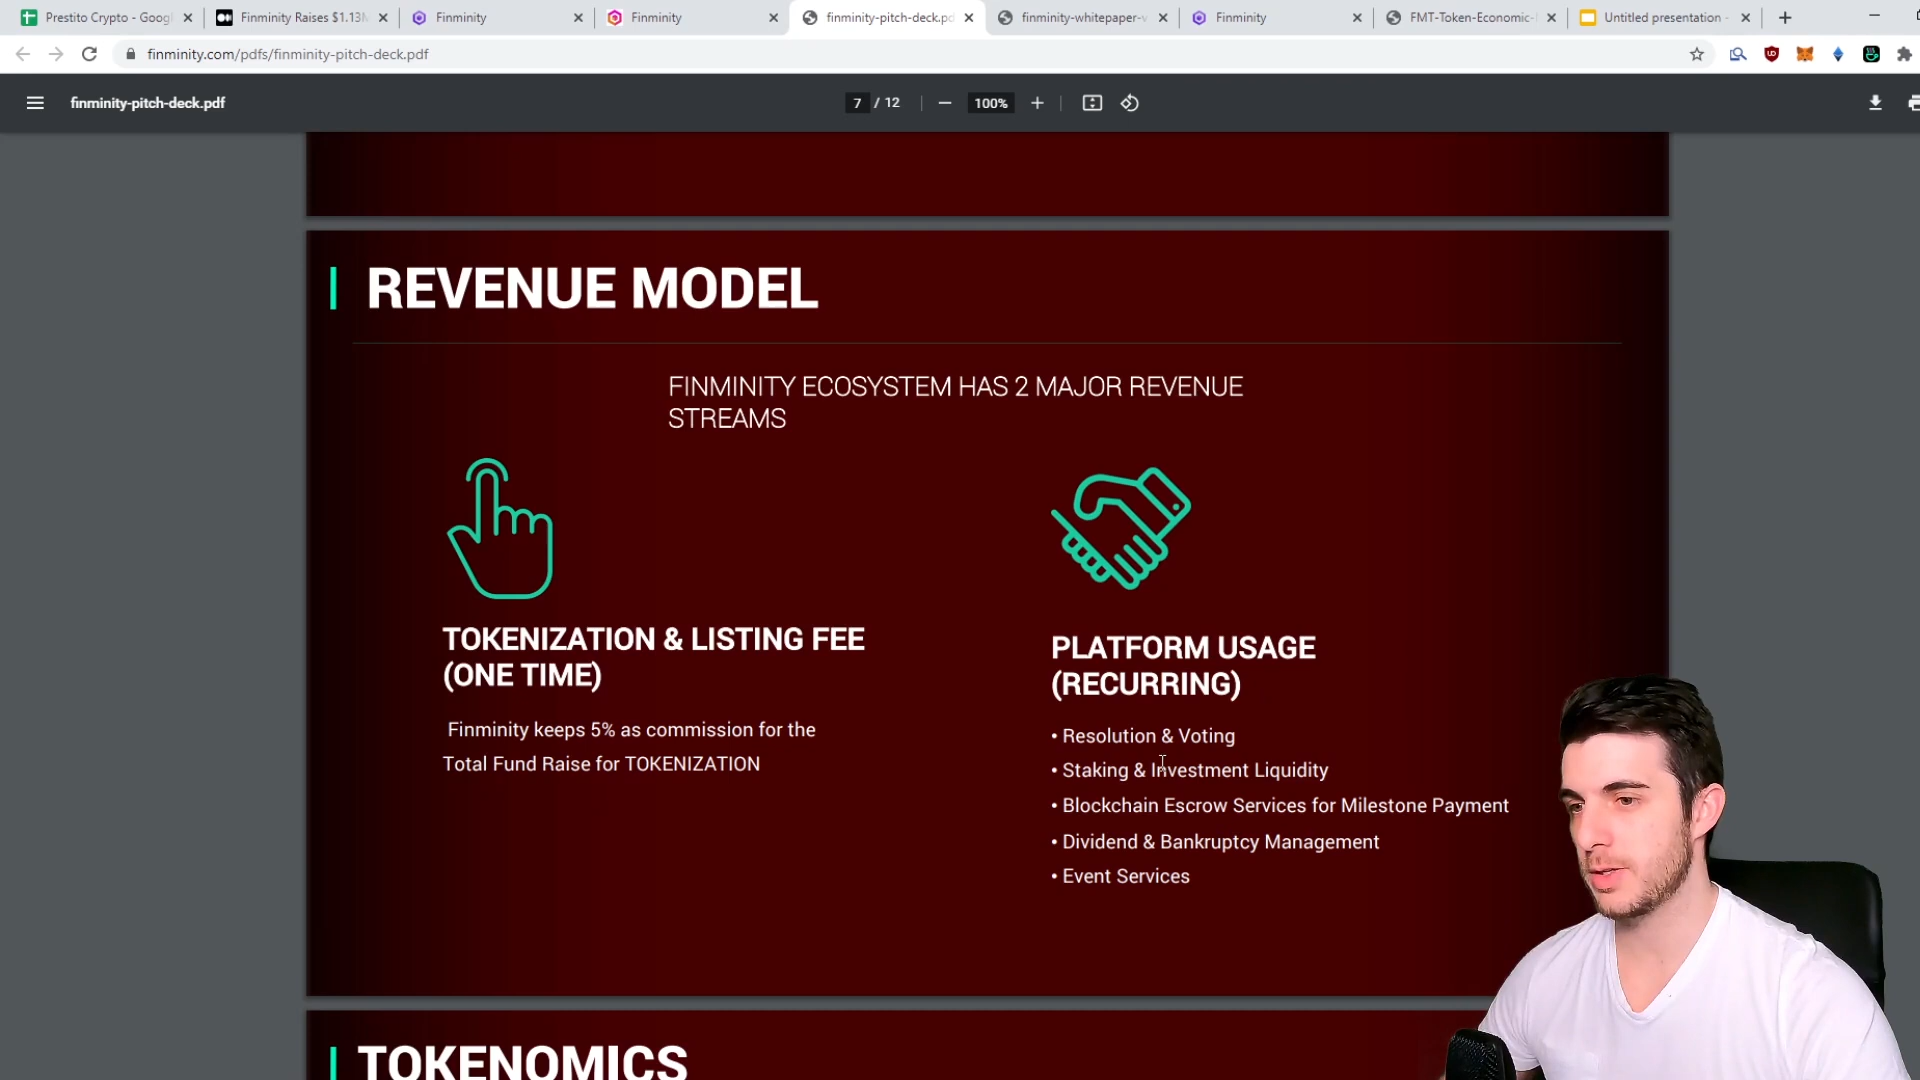 Prestito Crypto - Goog
Finminity Raises $1.13
Finminity
Finminity
finminity-pitch-deck.pd
finminity-whitepaper-
Finminity
FMT-Token-Economic-
Untitled presentation -
finminity.com/pdfs/finminity-pitch-deck.pdf
finminity-pitch-deck.pdf
7 / 12
100%
REVENUE MODEL
FINMINITY ECOSYSTEM HAS 2 MAJOR REVENUE
STREAMS
TOKENIZATION & LISTING FEE
(ONE TIME)
Finminity keeps 5% as commission for the
Total Fund Raise for TOKENIZATION
PLATFORM USAGE
(RECURRING)
• Resolution & Voting
• Staking & Investment Liquidity
• Blockchain Escrow Services for Milestone Payment
• Dividend & Bankruptcy Management
• Event Services
TOKENOMICS